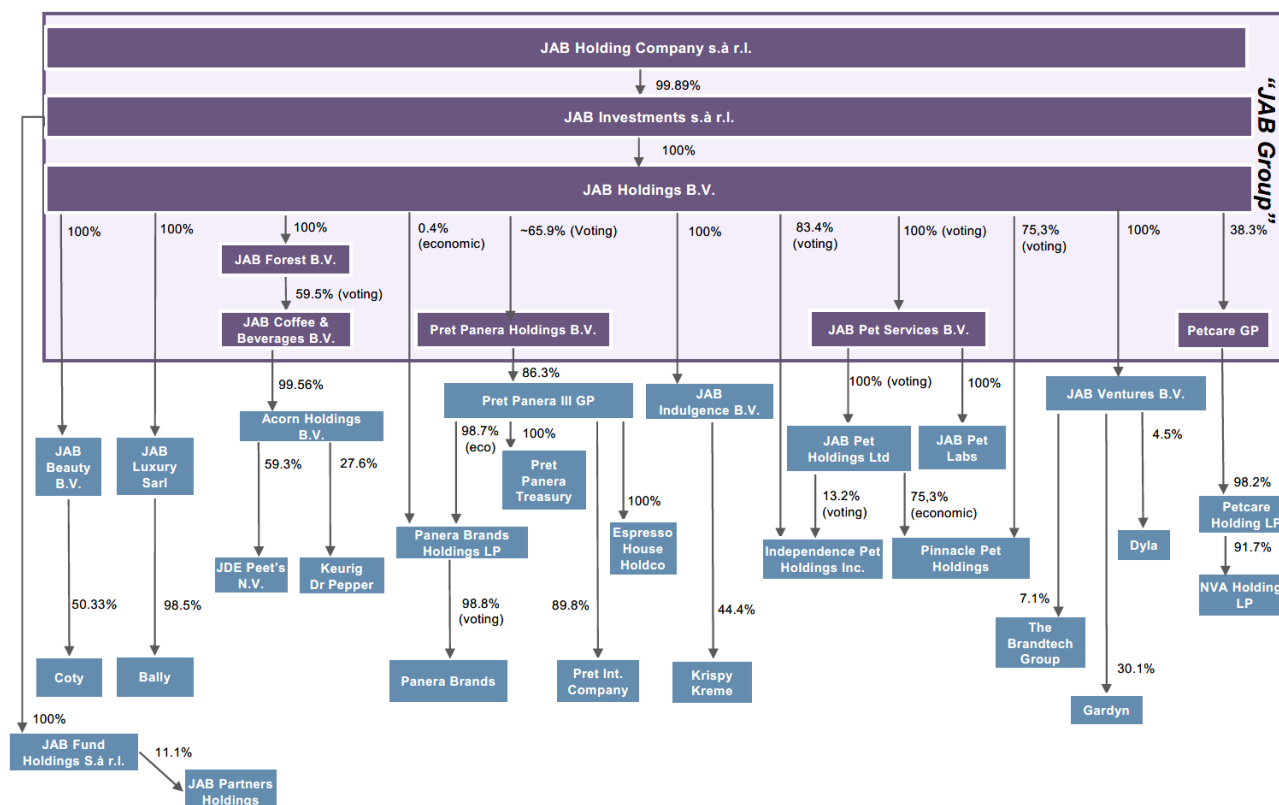 JAB Holding Company s.à r.l.
99.89%
"JAB Group"
JAB Investments s.à r.l.
100%
JAB Holdings B.V.
100%
100%
100%
0.4%
(economic)
~65.9% (Voting)
100%
83.4%
(voting)
100% (voting)
75,3%
(voting)
100%
38.3%
JAB Forest B.V.
59.5% (voting)
JAB Coffee &
Beverages B.V.
Pret Panera Holdings B.V.
JAB Pet Services B.V.
Petcare GP
99.56%
86.3%
100% (voting)
100%
Pret Panera III GP
JAB
Indulgence B.V.
JAB Ventures B.V.
Acorn Holdings
B.V.
98.7%
(eco)
100%
4.5%
JAB
Beauty
B.V.
JAB
Luxury
Sarl
59.3%
27.6%
Pret
Panera
Treasury
JAB Pet
Holdings Ltd
JAB Pet
Labs
98.2%
100%
13.2%
(voting)
75,3%
(economic)
Petcare
Holding LP
Panera Brands
Holdings LP
Espresso
House
Holdco
Independence Pet
Holdings Inc.
Pinnacle Pet
Holdings
Dyla
91.7%
JDE Peet's
N.V.
Keurig
Dr Pepper
NVA Holding
LP
50.33%
98.5%
98.8%
(voting)
89.8%
44.4%
7.1%
The
Brandtech
Group
Coty
Bally
Panera Brands
Pret Int.
Company
Krispy
Kreme
30.1%
Gardyn
100%
JAB Fund
Holdings S.à r.l.
11.1%
JAB Partners
Holdings